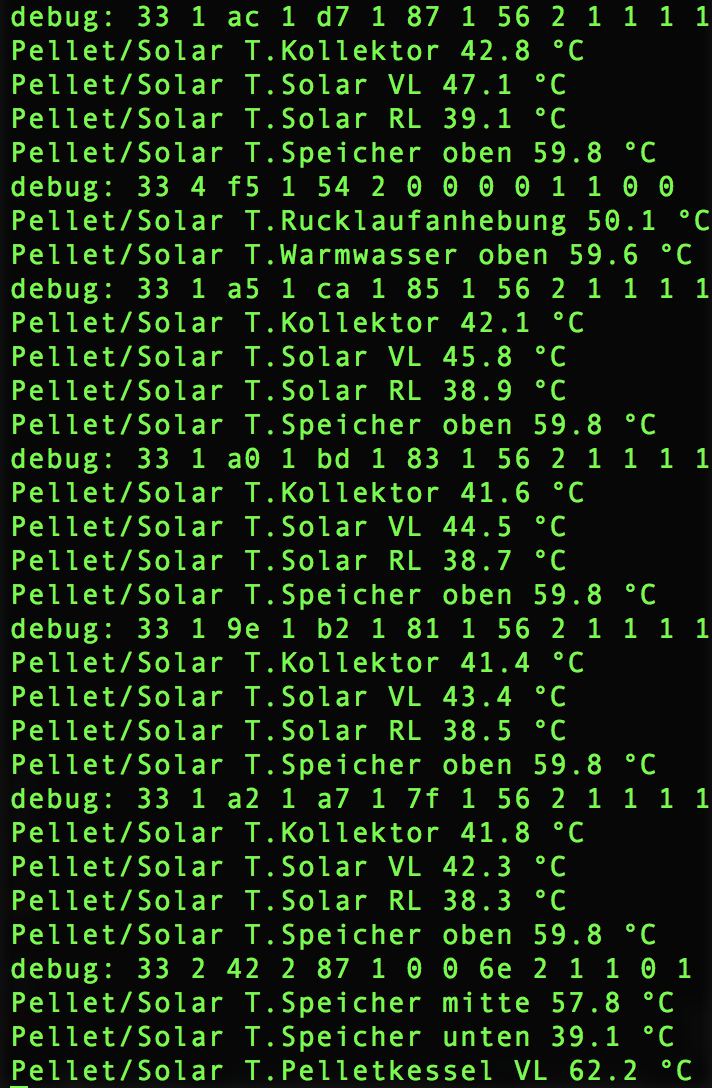 debug: 33 1 ac 1 d7 1 87 1 56 2 1 1 1 1
Pellet/Solar T.Kollektor 42.8 °C
Pellet/Solar T.Solar VL 47.1 °C
Pellet/Solar T.Solar RL 39.1 °C
Pellet/Solar T.Speicher oben 59.8 °C
debug: 33 4 f5 1 54 2 0 0 0 0 1 1 0 0
Pellet/Solar T.Rucklaufanhebung 50.1 °C
Pellet/Solar T.Warmwasser oben 59.6 °C
debug: 33 1 a5 1 ca 1 85 1 56 2 1 1 1 1
Pellet/Solar T.Kollektor 42.1 °C
Pellet/Solar T.Solar VL 45.8 °C
Pellet/Solar T.Solar RL 38.9 °C
Pellet/Solar T.Speicher oben 59.8 °C
debug: 33 1 a0 1 bd 1 83 1 56 2 1 1 1 1
Pellet/Solar T.Kollektor 41.6 °C
Pellet/Solar T.Solar VL 44.5 °C
Pellet/Solar T.Solar RL 38.7 °C
Pellet/Solar T.Speicher oben 59.8 °C
debug: 33 1 9e 1 b2 1 81 1 56 2 1 1 1 1
Pellet/Solar T.Kollektor 41.4 °C
Pellet/Solar T.Solar VL 43.4 °C
Pellet/Solar T.Solar RL 38.5 °C
Pellet/Solar T.Speicher oben 59.8 °C
debug: 33 1 a2 1 a7 1 7f 1 56 2 1 1 1 1
Pellet/Solar T.Kollektor 41.8 °C
Pellet/Solar T.Solar VL 42.3 °C
Pellet/Solar T.Solar RL 38.3 °C
Pellet/Solar T.Speicher oben 59.8 °C
debug: 33 2 42 2 87 1 0 0 6e 2 1 1 0 1
Pellet/Solar T.Speicher mitte 57.8 °C
Pellet/Solar T.Speicher unten 39.1 °C
Pellet/Solar T.Pelletkessel VL 62.2 °C